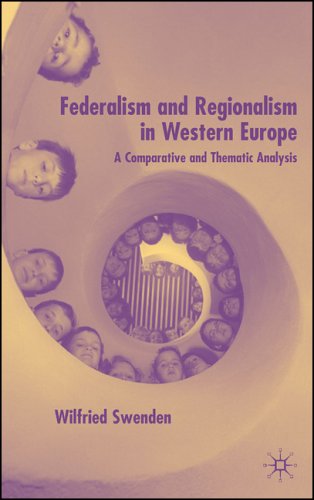 Federalism and Regionalism
in Western Europe
A Comparative and Thematic Analysis
Wilfried Swenden